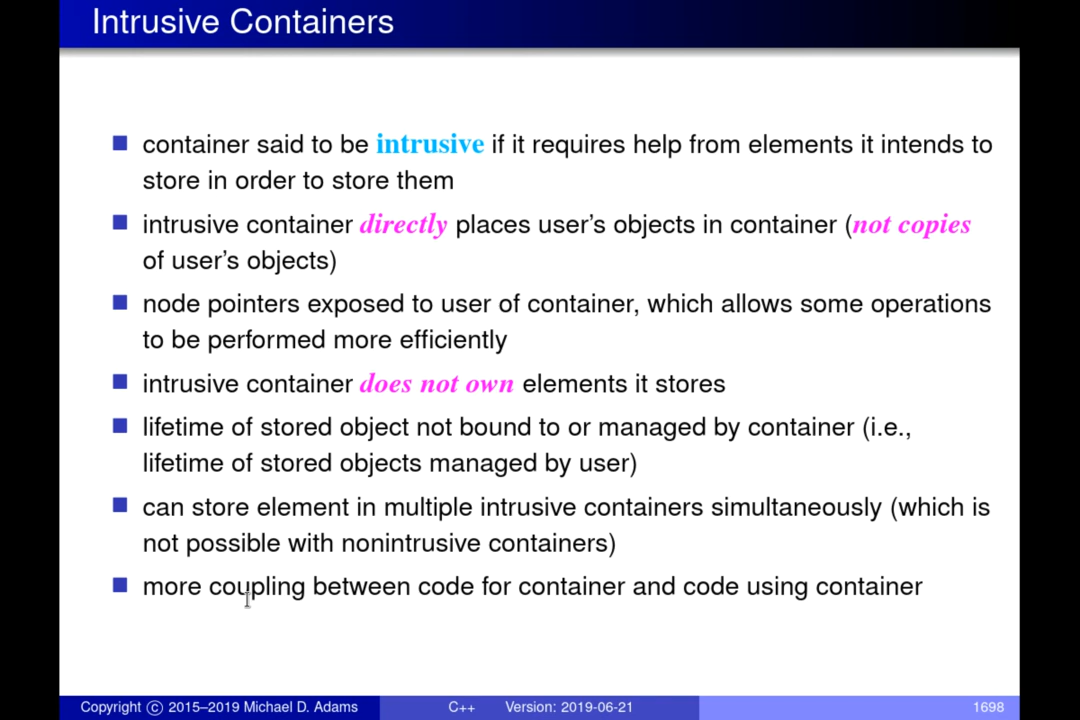 Intrusive Containers
container said to be intrusive if it requires help from elements it intends to
store in order to store them
intrusive container directly places user's objects in container (not copies
of user's objects)
node pointers exposed to user of container, which allows some operations
to be performed more efficiently
intrusive container does not own elements it stores
lifetime of stored object not bound to or managed by container (i.e.,
lifetime of stored objects managed by user)
can store element in multiple intrusive containers simultaneously (which is
not possible with nonintrusive containers)
more coupling between code for container and code using container
Copyright © 2015–2019 Michael D. Adams C++ Version: 2019-06-21 1698